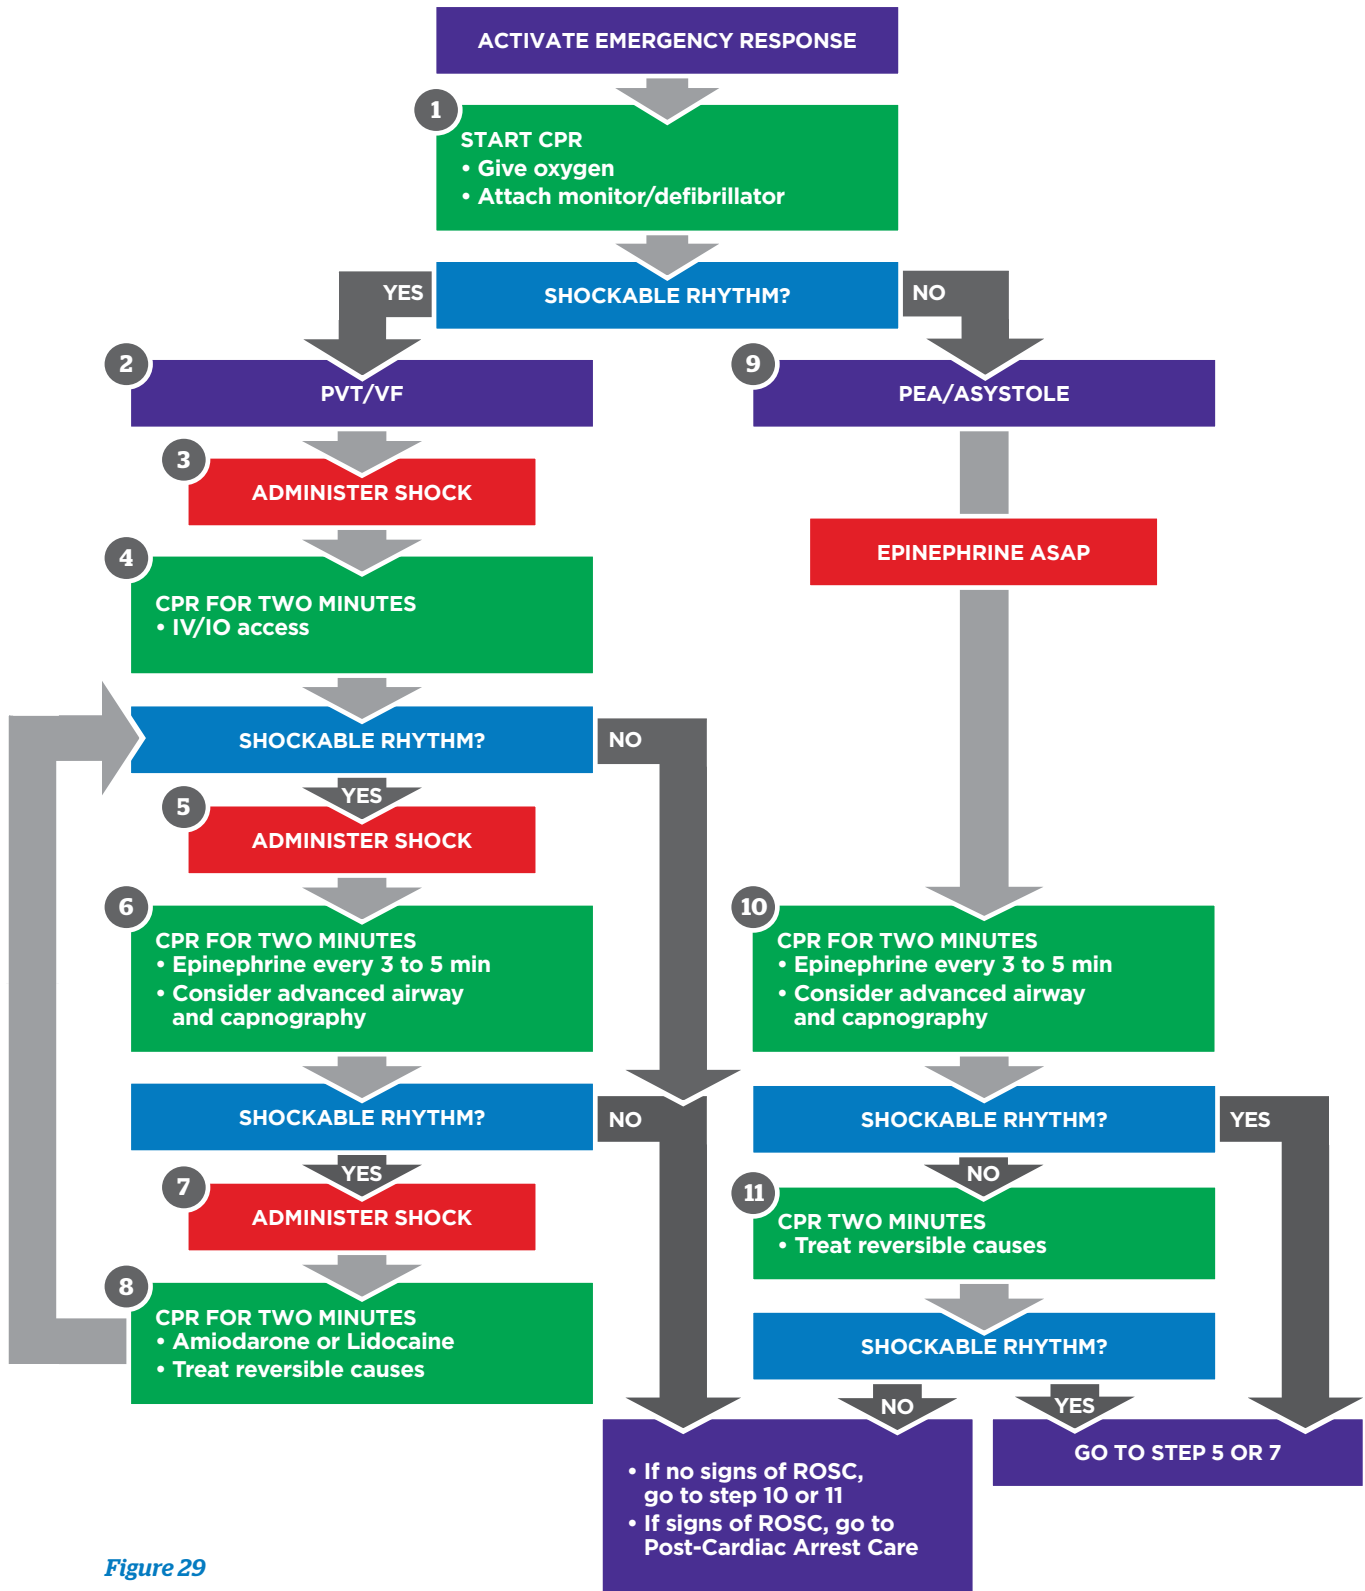 ACTIVATE EMERGENCY RESPONSE
1
START CPR
• Give oxygen
• Attach monitor/defibrillator
YES
SHOCKABLE RHYTHM?
NO
2
PVT/VF
3
ADMINISTER SHOCK
4
CPR FOR TWO MINUTES
• IV/IO access
SHOCKABLE RHYTHM?
NO
YES
5
ADMINISTER SHOCK
6
CPR FOR TWO MINUTES
• Epinephrine every 3 to 5 min
• Consider advanced airway
and capnography
SHOCKABLE RHYTHM?
NO
YES
7
ADMINISTER SHOCK
8
CPR FOR TWO MINUTES
• Amiodarone or Lidocaine
• Treat reversible causes
9
PEA/ASYSTOLE
EPINEPHRINE ASAP
10
CPR FOR TWO MINUTES
• Epinephrine every 3 to 5 min
• Consider advanced airway
and capnography
SHOCKABLE RHYTHM?
YES
NO
11
CPR TWO MINUTES
• Treat reversible causes
SHOCKABLE RHYTHM?
NO
YES
• If no signs of ROSC,
go to step 10 or 11
• If signs of ROSC, go to
Post-Cardiac Arrest Care
GO TO STEP 5 OR 7
Figure 29